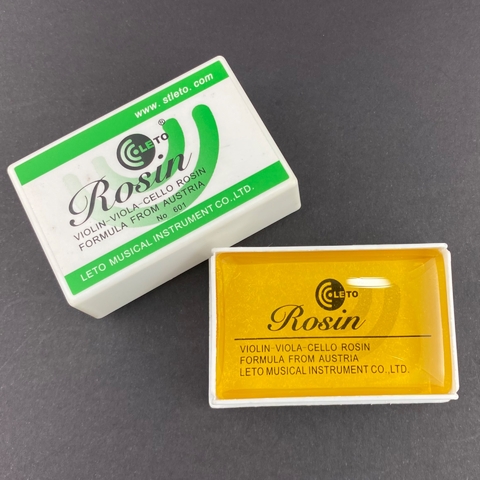 www.stleto.com
LETO
®
Rosin
VIOLIN-VIOLA-CELLO ROSIN
FORMULA FROM AUSTRIA
No 601
LETO MUSICAL INSTRUMENT CO.,LTD.
LETO
Rosin
VIOLIN-VIOLA-CELLO ROSIN
FORMULA FROM AUSTRIA
LETO MUSICAL INSTRUMENT CO.,LTD.